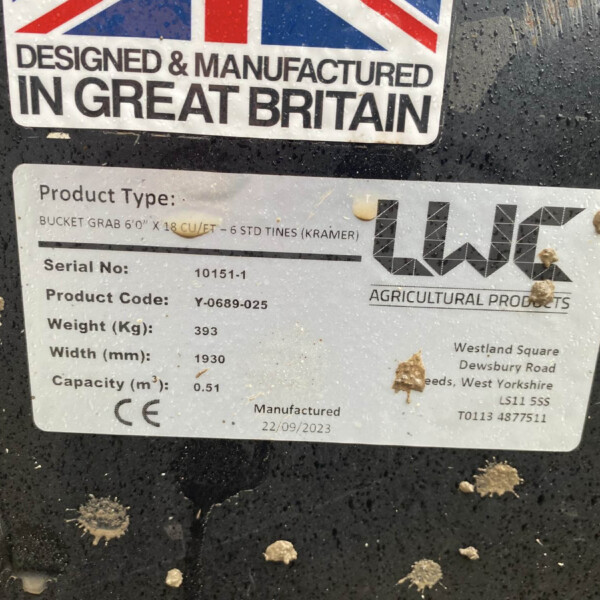 DESIGNED & MANUFACTURED
IN GREAT BRITAIN
Product Type:
BUCKET GRAB 6'0" X 18 CU/FT – 6 STD TINES (KRAMER)
LWC
AGRICULTURAL PRODUCTS
Serial No: 10151-1
Product Code: Y-0689-025
Weight (Kg): 393
Width (mm): 1930
Capacity (m³): 0.51
CE
Manufactured
22/09/2023
Westland Square
Dewsbury Road
eeds, West Yorkshire
LS11 5SS
T0113 4877511